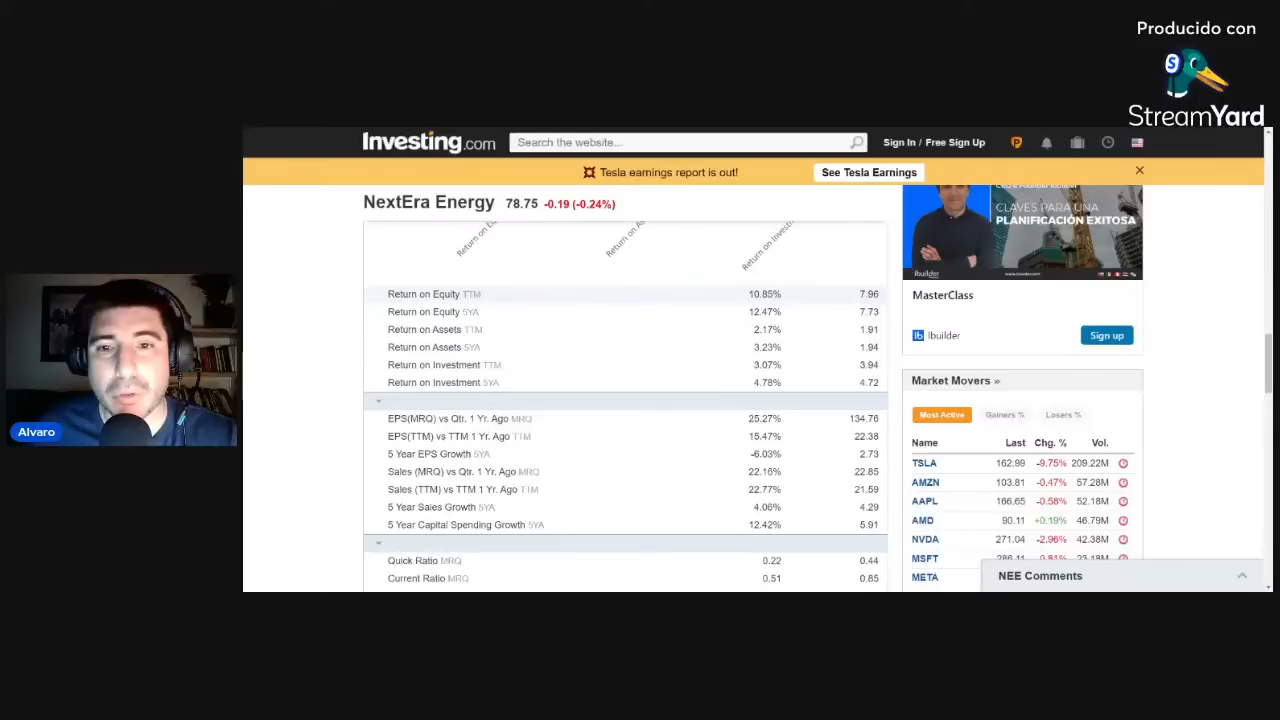 Producido con
StreamYard
Investing.com
Search the website...
Sign In / Free Sign Up
Tesla earnings report is out!
See Tesla Earnings
NextEra Energy 78.75 -0.19 (-0.24%)
Return on
Return on
Return on
CLAVES PARA UNA
PLANIFICACIÓN EXITOSA
ibuilder
MasterClass
Ibuilder
Sign up
Return on Equity TTM 10.85% 7.96
Return on Equity 5YA 12.47% 7.73
Return on Assets TTM 2.17% 1.91
Return on Assets 5YA 3.23% 1.94
Return on Investment TTM 3.07% 3.94
Return on Investment 5YA 4.78% 4.72
EPS(MRQ) vs Qtr. 1 Yr. Ago MRQ 25.27% 134.76
EPS(TTM) vs TTM 1 Yr. Ago TTM 15.47% 22.38
5 Year EPS Growth 5YA -6.03% 2.73
Sales (MRQ) vs Qtr. 1 Yr. Ago MRQ 22.16% 22.85
Sales (TTM) vs TTM 1 Yr. Ago TTM 22.77% 21.59
5 Year Sales Growth 5YA 4.06% 4.29
5 Year Capital Spending Growth 5YA 12.42% 5.91
Quick Ratio MRQ 0.22 0.44
Current Ratio MRQ 0.51 0.85
Market Movers »
Most Active Gainers % Losers %
Name Last Chg. % Vol.
TSLA 162.99 -9.75% 209.22M
AMZN 103.81 -0.47% 57.28M
AAPL 166.65 -0.58% 52.18M
AMD 90.11 +0.19% 46.79M
NVDA 271.04 -2.96% 42.38M
MSFT
META
NEE Comments
Alvaro